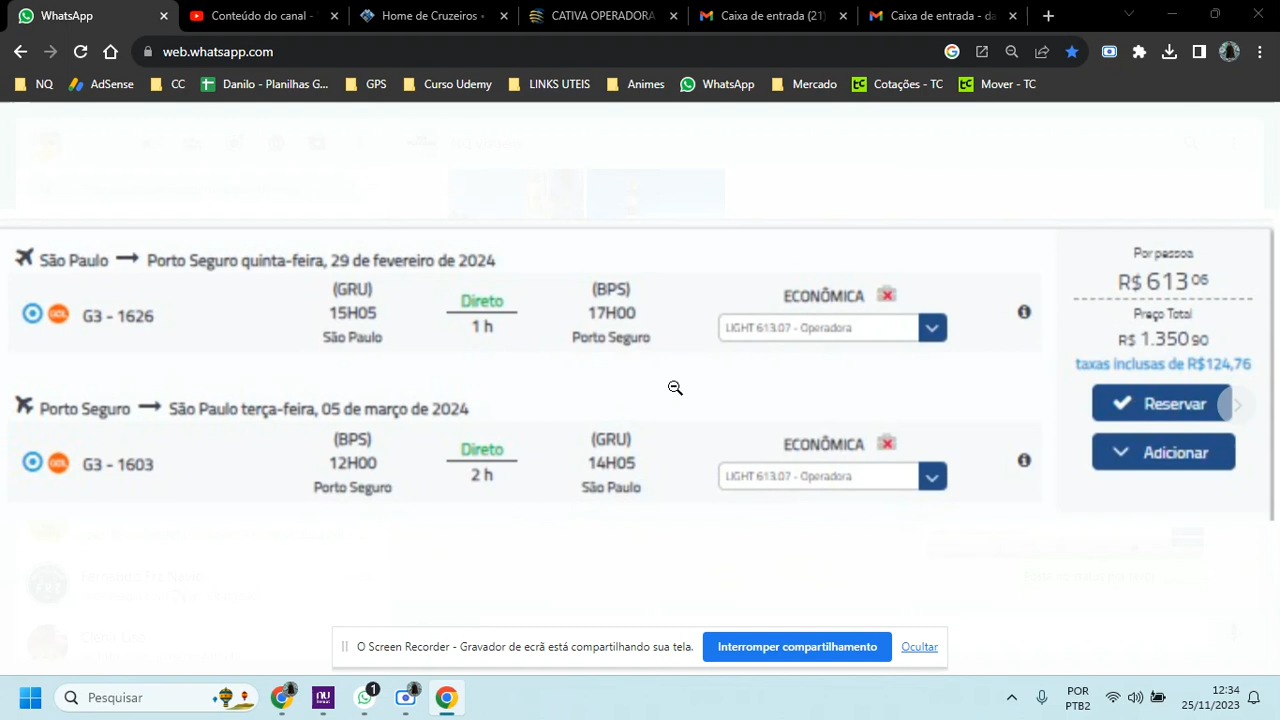 WhatsApp
Conteúdo do canal -
Home de Cruzeiros •
CATIVA OPERADORA
Caixa de entrada (21)
Caixa de entrada - da
web.whatsapp.com
NQ
AdSense
CC
Danilo - Planilhas G...
GPS
Curso Udemy
LINKS UTEIS
Animes
WhatsApp
Mercado
Cotações - TC
Mover - TC
São Paulo → Porto Seguro quinta-feira, 29 de fevereiro de 2024
GOL G3 - 1626
(GRU)
15H05
São Paulo
Direto
1 h
(BPS)
17H00
Porto Seguro
ECONÔMICA
LIGHT 613.07 - Operadora
Por pessoa
R$ 613 06
Preço Total
R$ 1.350 90
taxas inclusas de R$124,76
Reservar
Adicionar
Porto Seguro → São Paulo terça-feira, 05 de março de 2024
GOL G3 - 1603
(BPS)
12H00
Porto Seguro
Direto
2 h
(GRU)
14H05
São Paulo
ECONÔMICA
LIGHT 613.07 - Operadora
O Screen Recorder - Gravador de ecrã está compartilhando sua tela.
Interromper compartilhamento
Ocultar
Pesquisar
nu
1
POR
PTB2
12:34
25/11/2023